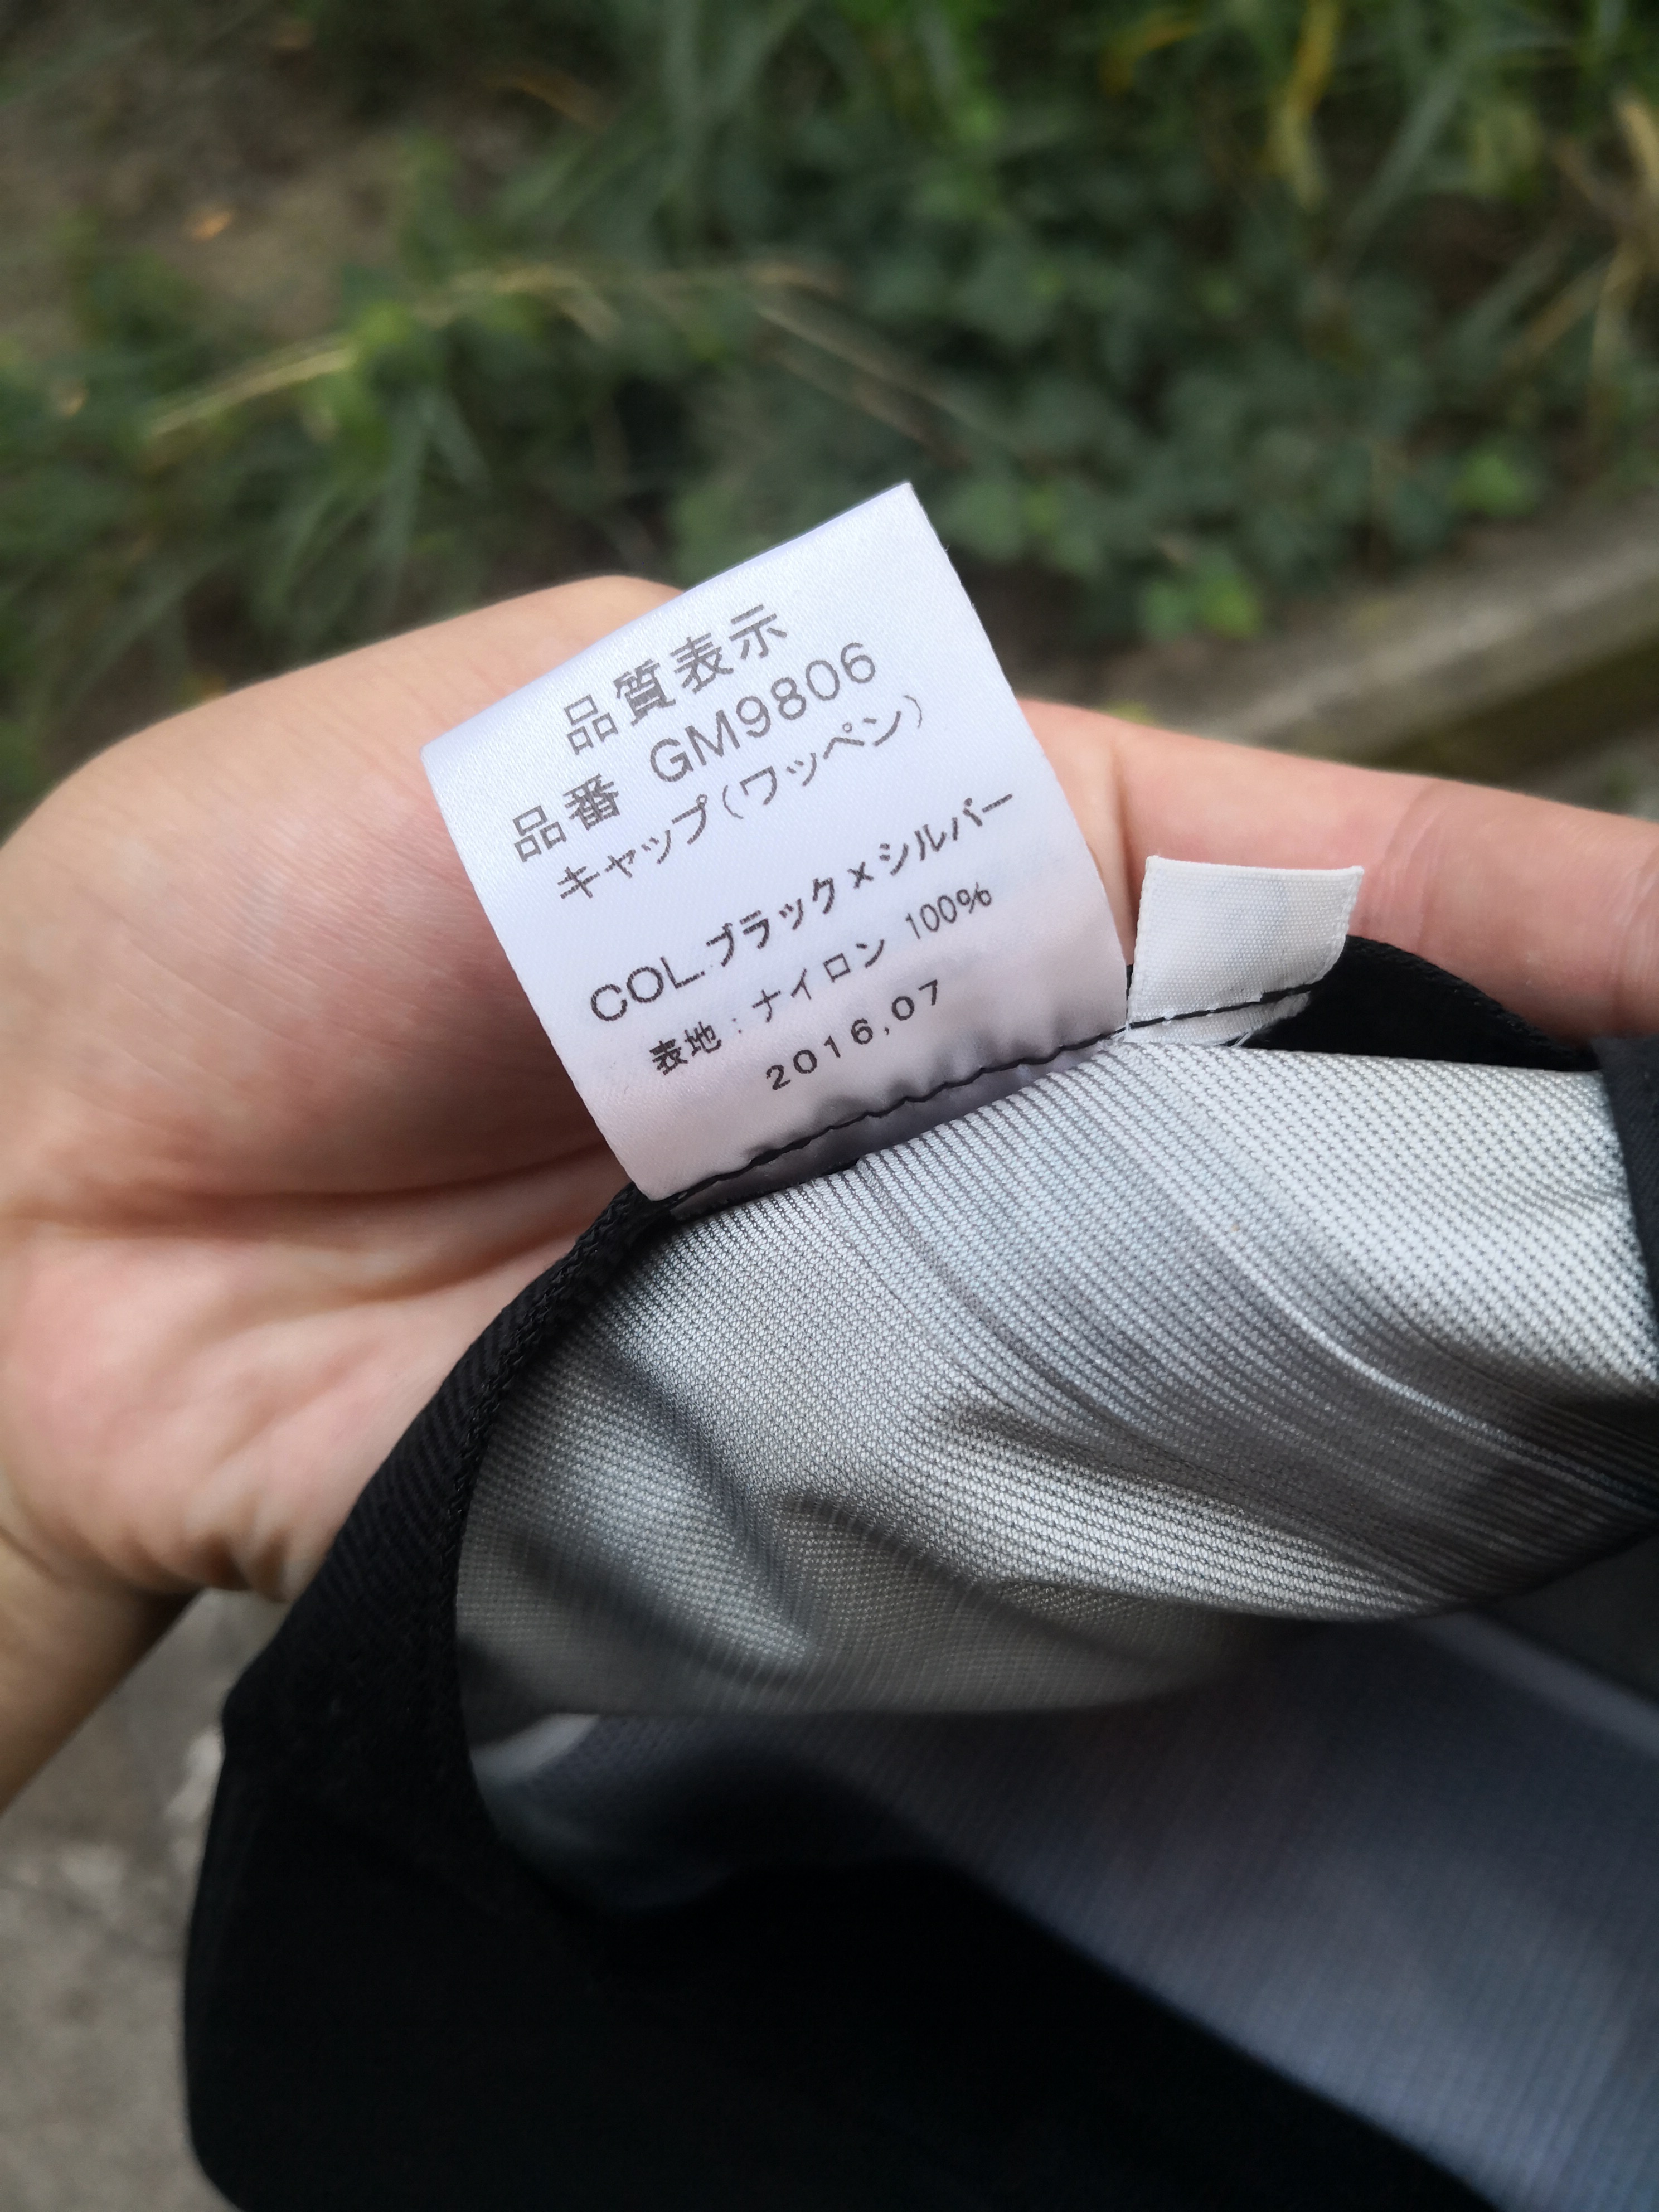 品質表示
品番 GM9806
キャップ(ワッペン)
COL.ブラック×シルバー
表地:ナイロン 100%
2016.07